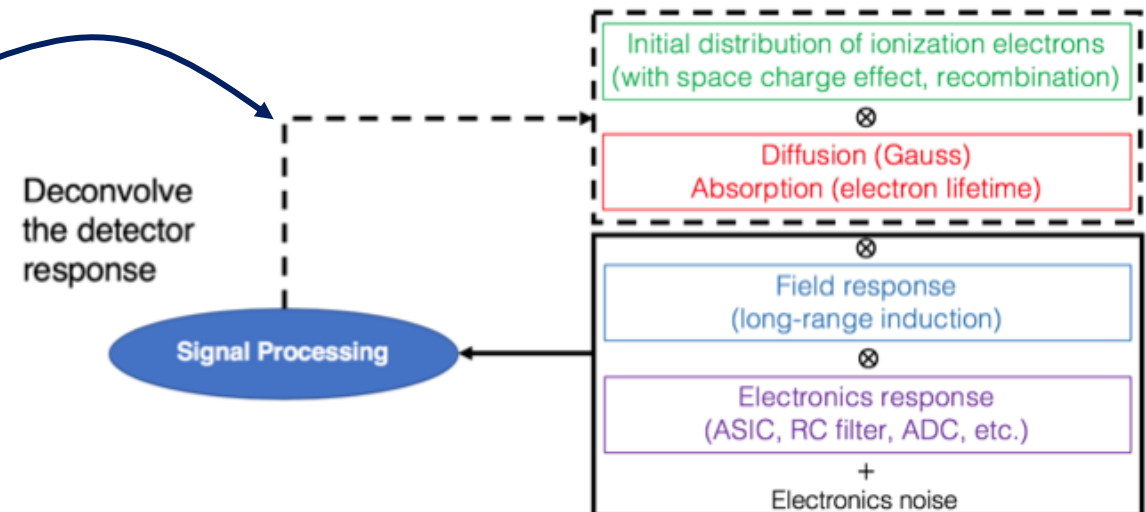 Initial distribution of ionization electrons
(with space charge effect, recombination)
⊗
Diffusion (Gauss)
Absorption (electron lifetime)
⊗
Field response
(long-range induction)
⊗
Electronics response
(ASIC, RC filter, ADC, etc.)
+
Electronics noise
Deconvolve
the detector
response
Signal Processing